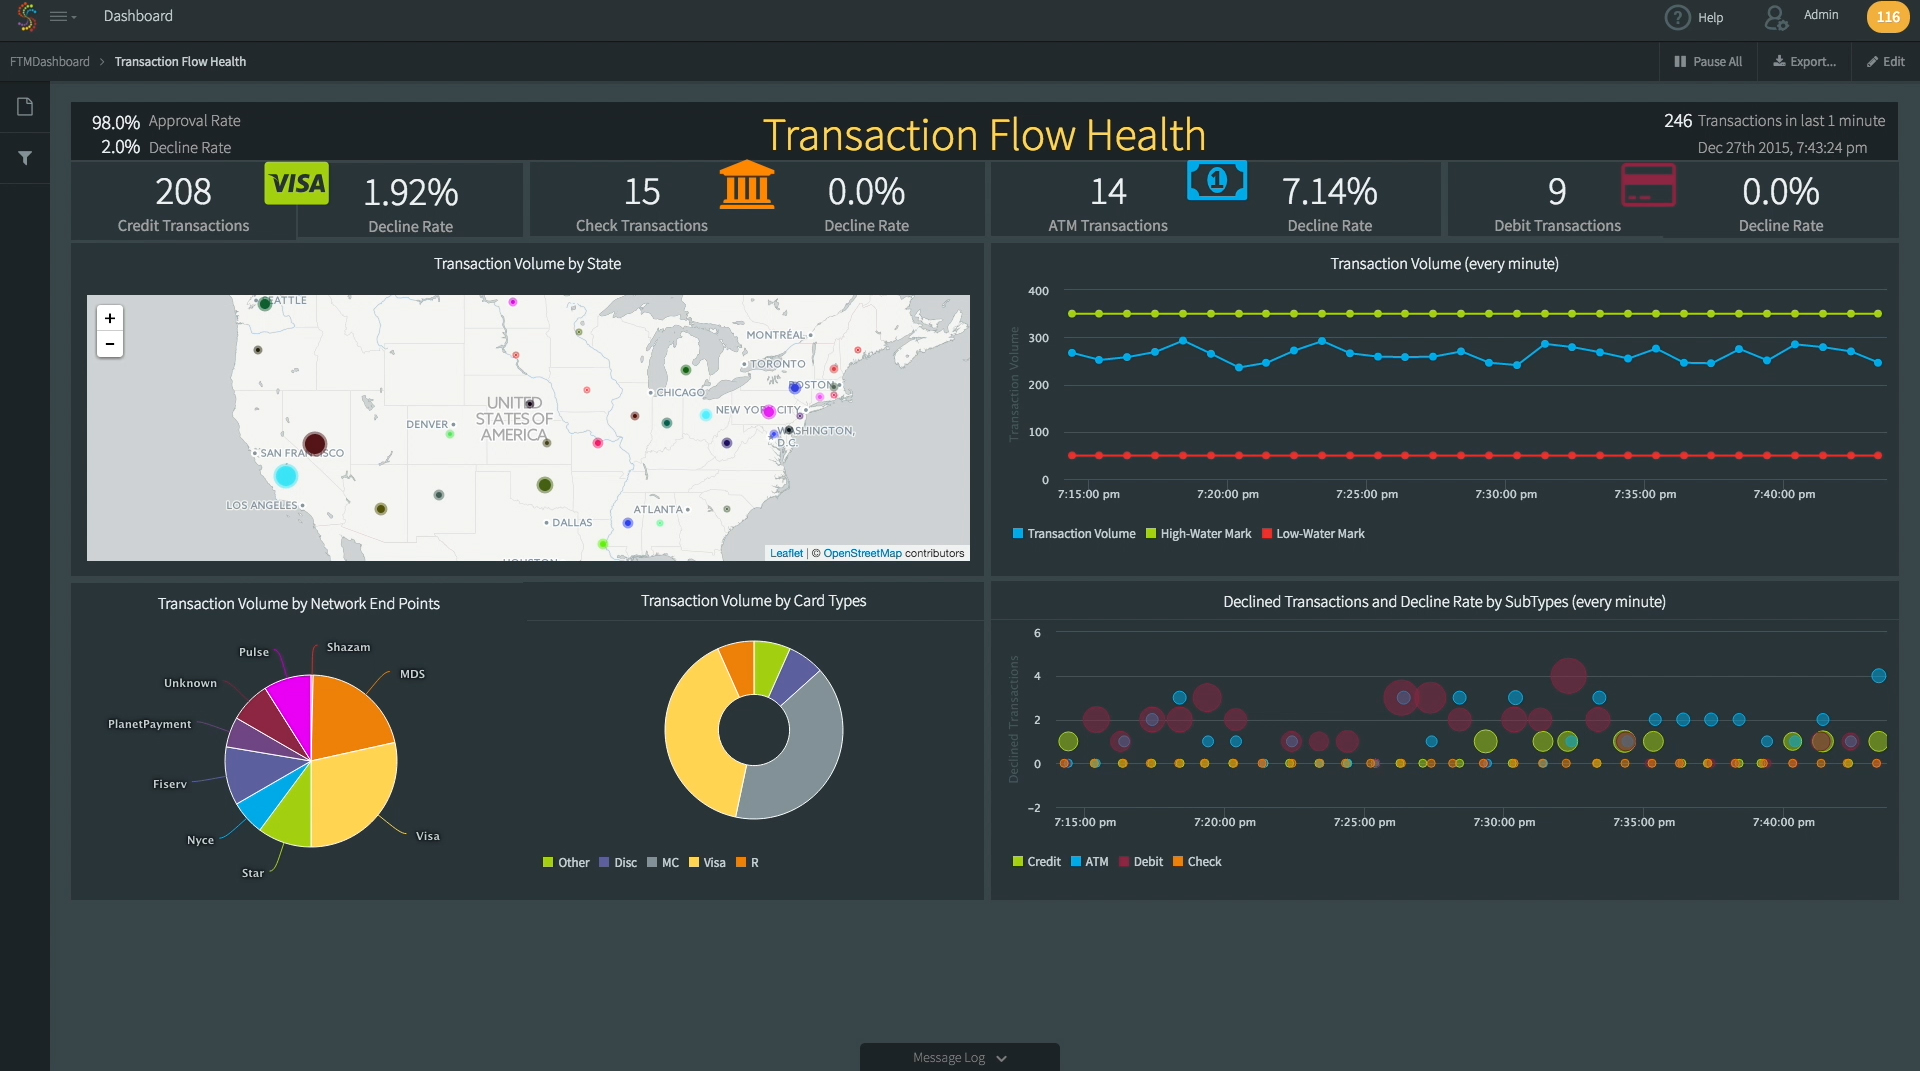 Dashboard
? Help
Admin
116
FTMDashboard > Transaction Flow Health
Pause All
Export...
Edit
98.0% Approval Rate
2.0% Decline Rate
Transaction Flow Health
246 Transactions in last 1 minute
Dec 27th 2015, 7:43:24 pm
208
Credit Transactions
VISA
1.92%
Decline Rate
15
Check Transactions
0.0%
Decline Rate
14
ATM Transactions
1
7.14%
Decline Rate
9
Debit Transactions
0.0%
Decline Rate
Transaction Volume by State
+
-
SEATTLE
MONTRÉAL
TORONTO
BOSTON
CHICAGO
NEW YORK CITY
UNITED
STATES OF
AMERICA
DENVER
WASHINGTON,
D.C.
SAN FRANCISCO
LOS ANGELES
ATLANTA
DALLAS
HOUSTON
Leaflet | © OpenStreetMap contributors
Transaction Volume (every minute)
Transaction Volume
400
300
200
100
0
7:15:00 pm 7:20:00 pm 7:25:00 pm 7:30:00 pm 7:35:00 pm 7:40:00 pm
Transaction Volume High-Water Mark Low-Water Mark
Transaction Volume by Network End Points
Shazam
MDS
Visa
Star
Nyce
Fiserv
PlanetPayment
Unknown
Pulse
Transaction Volume by Card Types
Other Disc MC Visa R
Declined Transactions and Decline Rate by SubTypes (every minute)
Declined Transactions
6
4
2
0
−2
7:15:00 pm 7:20:00 pm 7:25:00 pm 7:30:00 pm 7:35:00 pm 7:40:00 pm
Credit ATM Debit Check
Message Log